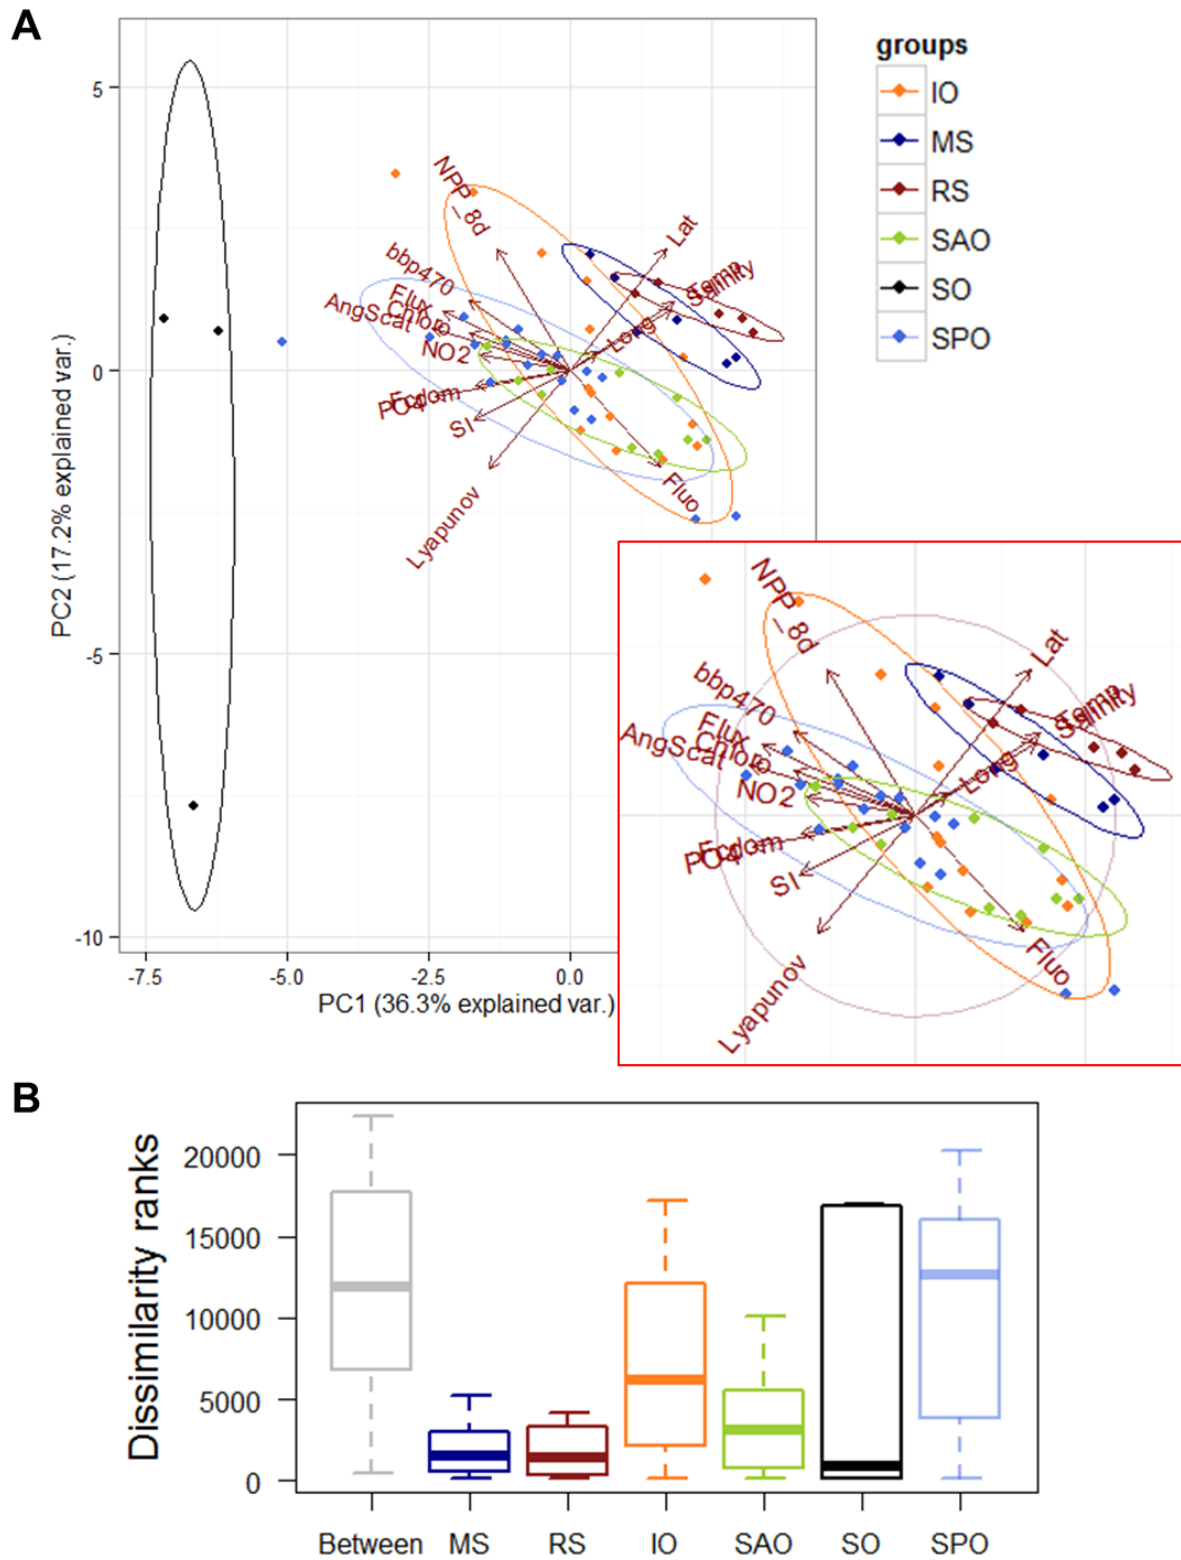 A
groups
IO
MS
RS
SAO
SO
SPO
5
0
-5
-10
PC2 (17.2% explained var.)
-7.5
-5.0
-2.5
0.0
PC1 (36.3% explained var.)
NPP_8d
Lat
bbp470
Temp
Salinity
Flux
Chloro
AngScat
Long
NO2
Fcdom
PO4
SI
Fluo
Lyapunov
NPP_8d
Lat
bbp470
Temp
Salinity
Flux
Chloro
AngScat
Long
NO2
Fcdom
PO4
SI
Fluo
Lyapunov
B
Dissimilarity ranks
20000
15000
10000
5000
0
Between
MS
RS
IO
SAO
SO
SPO